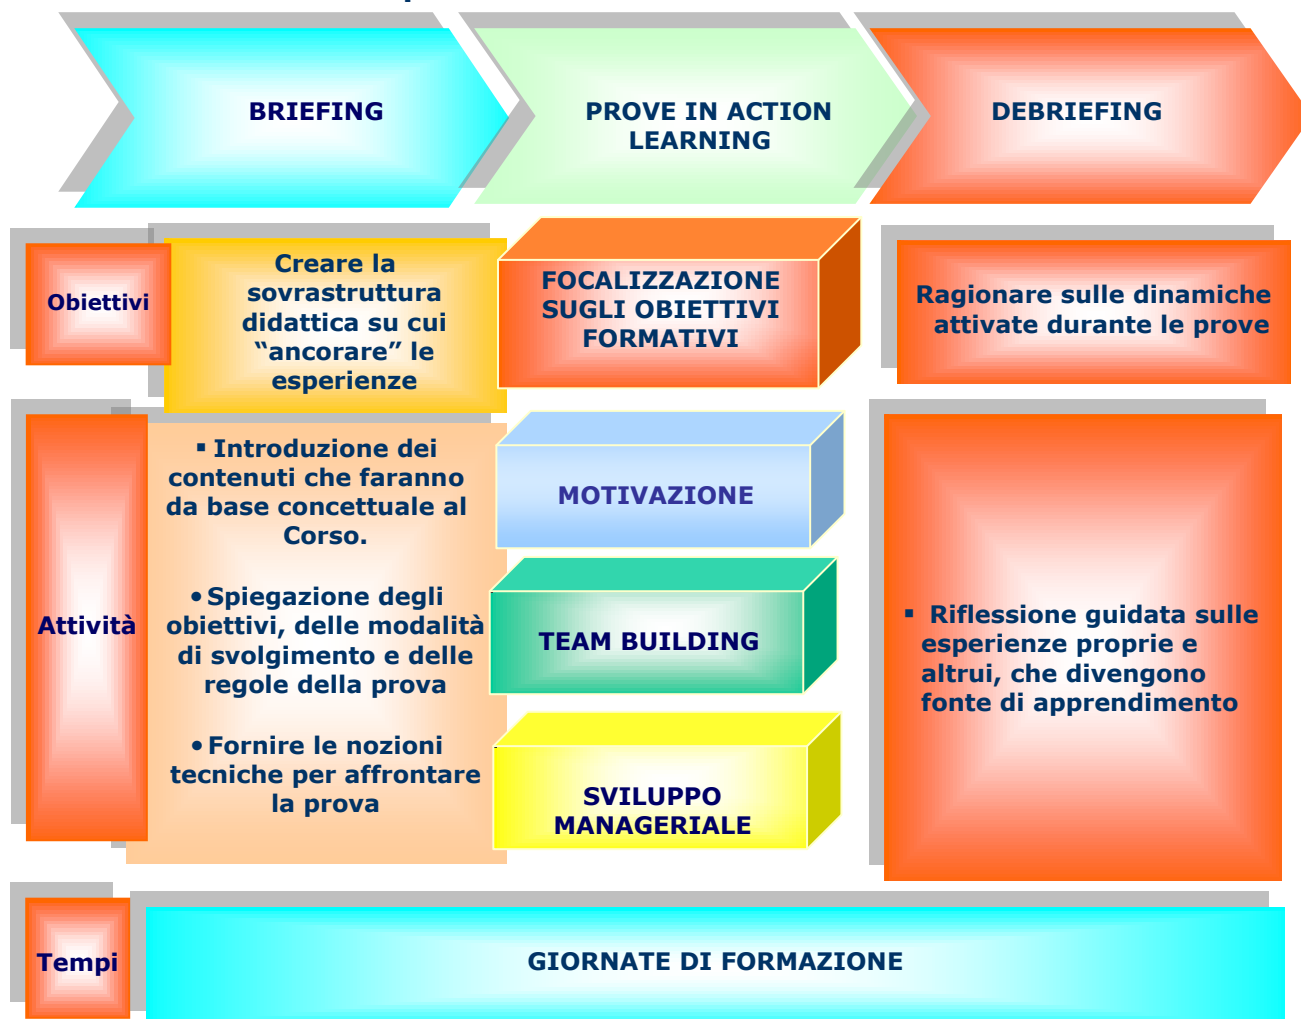 BRIEFING
PROVE IN ACTION
LEARNING
DEBRIEFING
Obiettivi
Creare la
sovrastruttura
didattica su cui
“ancorare” le
esperienze
FOCALIZZAZIONE
SUGLI OBIETTIVI
FORMATIVI
Ragionare sulle dinamiche
attivate durante le prove
Attività
▪ Introduzione dei
contenuti che faranno
da base concettuale al
Corso.
•Spiegazione degli
obiettivi, delle modalità
di svolgimento e delle
regole della prova
•Fornire le nozioni
tecniche per affrontare
la prova
MOTIVAZIONE
TEAM BUILDING
SVILUPPO
MANAGERIALE
▪ Riflessione guidata sulle
esperienze proprie e
altrui, che divengono
fonte di apprendimento
Tempi
GIORNATE DI FORMAZIONE